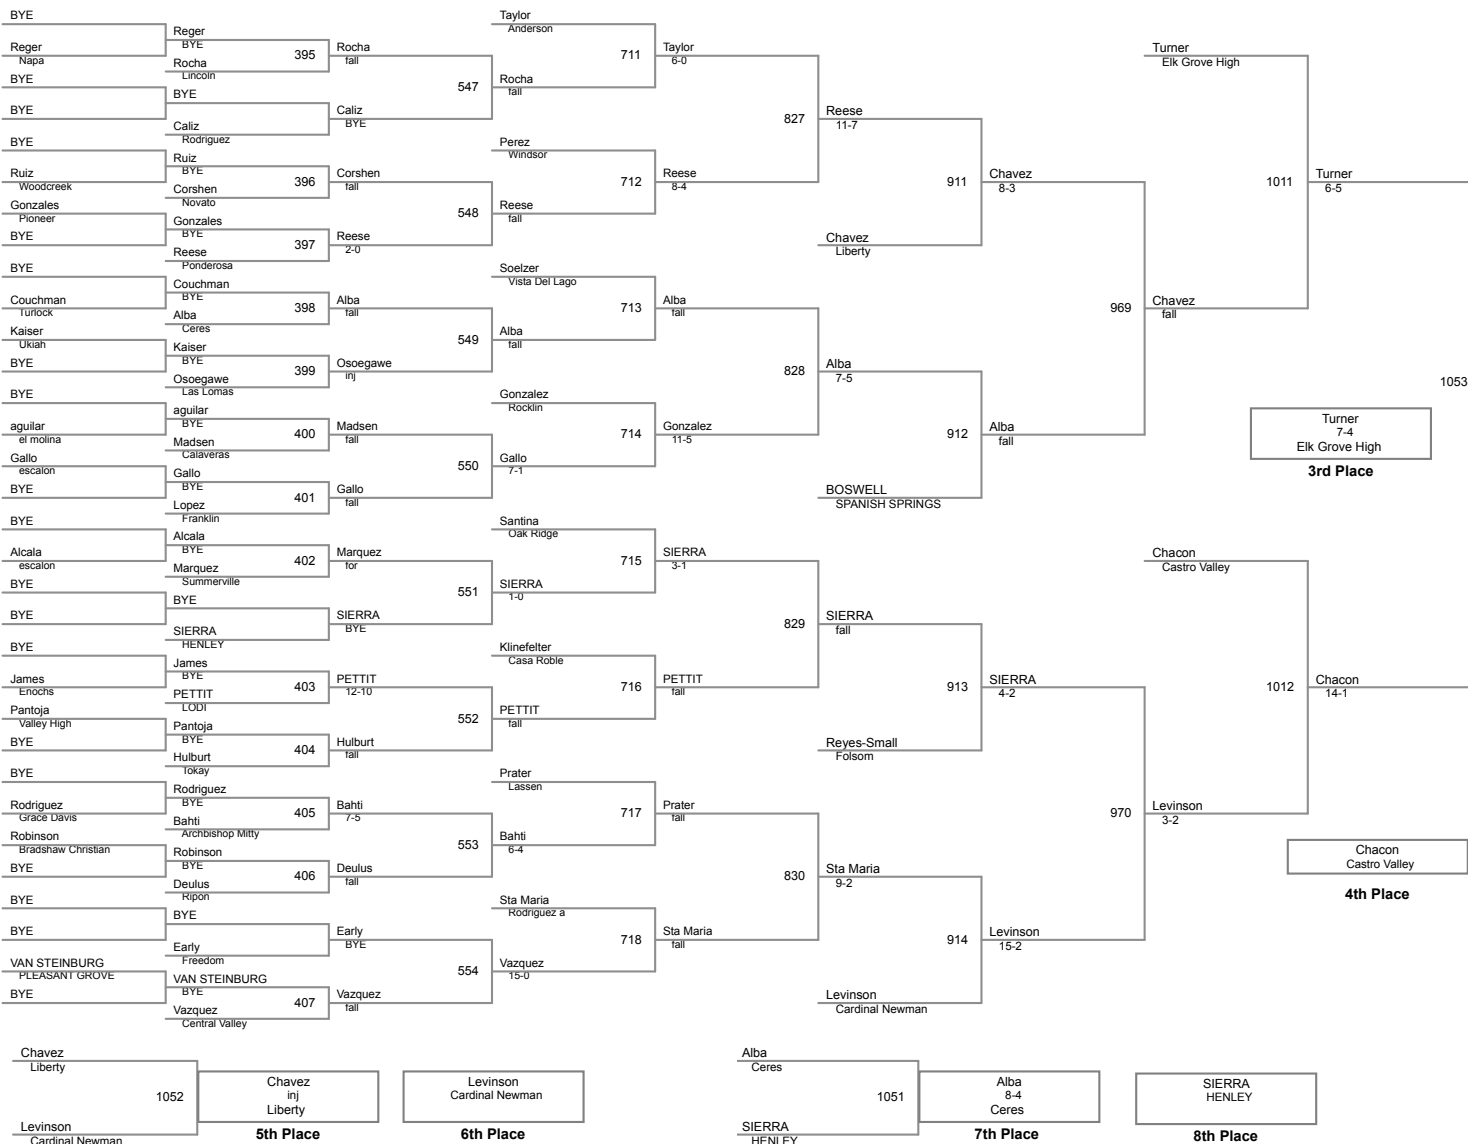 BYE
Reger
Napa
BYE
BYE
BYE
Ruiz
Woodcreek
Gonzales
Pioneer
BYE
BYE
Couchman
Turlock
Kaiser
Ukiah
BYE
BYE
aguilar
el molina
Gallo
escalon
BYE
BYE
Alcala
escalon
BYE
BYE
BYE
James
Enochs
Pantoja
Valley High
BYE
BYE
Rodriguez
Grace Davis
Robinson
Bradshaw Christian
BYE
BYE
BYE
VAN STEINBURG
PLEASANT GROVE
BYE
Reger
BYE
395
Rocha
Lincoln
BYE
Caliz
Rodriguez
Ruiz
BYE
396
Corshen
Novato
Gonzales
BYE
397
Reese
Ponderosa
Couchman
BYE
398
Alba
Ceres
Kaiser
BYE
399
Osoegawe
Las Lomas
aguilar
BYE
400
Madsen
Calaveras
Gallo
BYE
401
Lopez
Franklin
Alcala
BYE
402
Marquez
Summerville
BYE
SIERRA
HENLEY
James
BYE
403
PETTIT
LODI
Pantoja
BYE
404
Hulburt
Tokay
Rodriguez
BYE
405
Bahti
Archbishop Mitty
Robinson
BYE
406
Deulus
Ripon
BYE
Early
Freedom
VAN STEINBURG
BYE
407
Vazquez
Central Valley
Rocha
fall
547
Caliz
BYE
Corshen
fall
548
Reese
2-0
Alba
fall
549
Osoegawe
inj
Madsen
fall
550
Gallo
fall
Marquez
for
551
SIERRA
BYE
PETTIT
12-10
552
Hulburt
fall
Bahti
7-5
553
Deulus
fall
Early
BYE
554
Vazquez
fall
Taylor
Anderson
711
Rocha
fall
Perez
Windsor
712
Reese
fall
Soelzer
Vista Del Lago
713
Alba
fall
Gonzalez
Rocklin
714
Gallo
7-1
Santina
Oak Ridge
715
SIERRA
1-0
Klinefelter
Casa Roble
716
PETTIT
fall
Prater
Lassen
717
Bahti
6-4
Sta Maria
Rodriguez a
718
Vazquez
15-0
Taylor
6-0
827
Reese
8-4
Alba
fall
828
Gonzalez
11-5
SIERRA
3-1
829
PETTIT
fall
Prater
fall
830
Sta Maria
fall
Reese
11-7
911
Chavez
Liberty
Alba
7-5
912
BOSWELL
SPANISH SPRINGS
SIERRA
fall
913
Reyes-Small
Folsom
Sta Maria
9-2
914
Levinson
Cardinal Newman
Chavez
8-3
969
Alba
fall
SIERRA
4-2
970
Levinson
15-2
Turner
Elk Grove High
1011
Chavez
fall
Chacon
Castro Valley
1012
Levinson
3-2
Turner
6-5
1053
Chacon
14-1
Turner
7-4
Elk Grove High
3rd Place
Chacon
Castro Valley
4th Place
Chavez
Liberty
1052
Levinson
Cardinal Newman
Chavez
inj
Liberty
5th Place
Levinson
Cardinal Newman
6th Place
Alba
Ceres
1051
SIERRA
HENLEY
Alba
8-4
Ceres
7th Place
SIERRA
HENLEY
8th Place